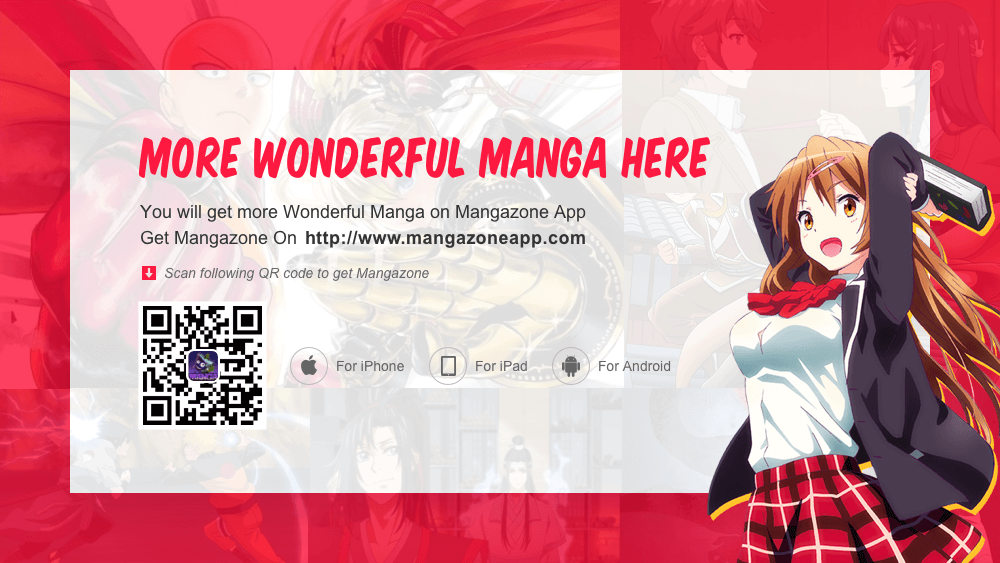 MORE WONDERFUL MANGA HERE
You will get more Wonderful Manga on Mangazone App
Get Mangazone On http://www.mangazoneapp.com
Scan following QR code to get Mangazone
For iPhone For iPad For Android